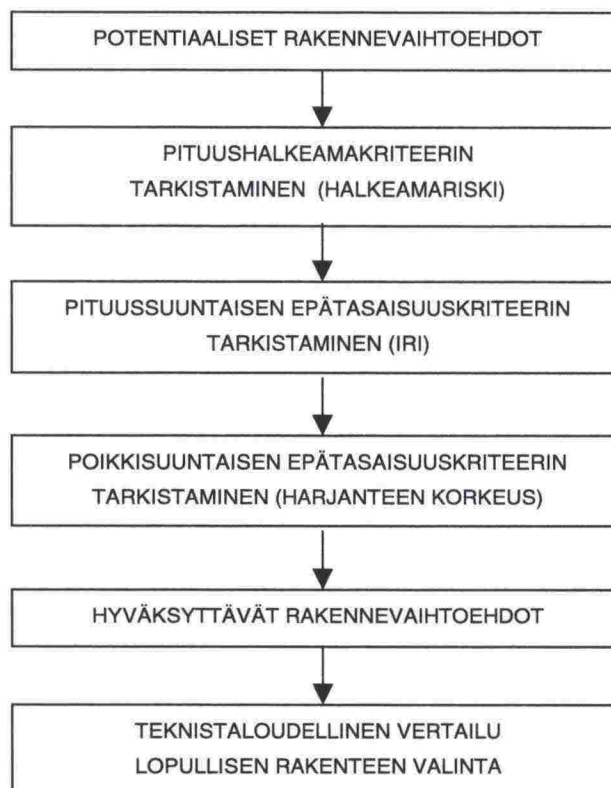 POTENTIAALISET RAKENNEVAIHTOEHDOT
PITUUSHALKEAMAKRITEERIN
TARKISTAMINEN (HALKEAMARISKI)
PITUUSSUUNTAISEN EPÄTASAISUUSKRITEERIN
TARKISTAMINEN (IRI)
POIKKISUUNTAISEN EPÄTASAISUUSKRITEERIN
TARKISTAMINEN (HARJANTEEN KORKEUS)
HYVÄKSYTTÄVÄT RAKENNEVAIHTOEHDOT
TEKNISTALOUDELLINEN VERTAILU
LOPULLISEN RAKENTEEN VALINTA